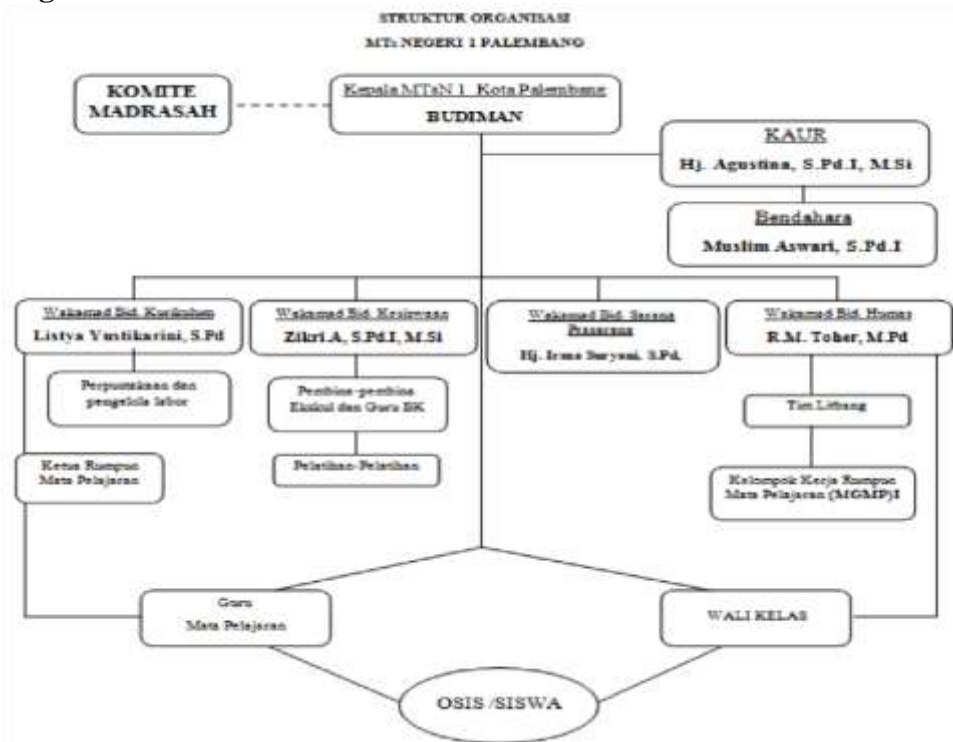 STRUKTUR ORGANISASI
MTs NEGERI 1 PALEMBANG
KOMITE
MADRASAH
Kepala MTsN 1 Kota Palembang
BUDIMAN
KAUR
Hj. Agustina, S.Pd.I, M.Si
Bendahara
Muslim Aswari, S.Pd.I
Wakamad Bid. Kurikulum
Listya Yustikarini, S.Pd
Wakamad Bid. Kesiswaan
Zikri A, S.Pd.I, M.Si
Wakamad Bid. Sarana
Prasarana
Hj. Irma Suryani. S.Pd.
Wakamad Bid. Humas
R.M. Toher, M.Pd
Perpustakaan dan
pengelola labor
Pembina-pembina
Ekskul dan Guru BK
Tim Litbang
Ketua Rumpun
Mata Pelajaran
Pelatihan-Pelatihan
Kelompok Kerja Rumpun
Mata Pelajaran (MGMP)I
Guru
Mata Pelajaran
WALI KELAS
OSIS /SISWA